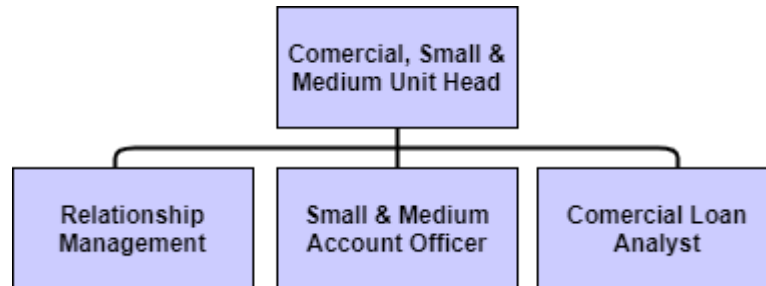 Comercial, Small &
Medium Unit Head
Relationship
Management
Small & Medium
Account Officer
Comercial Loan
Analyst